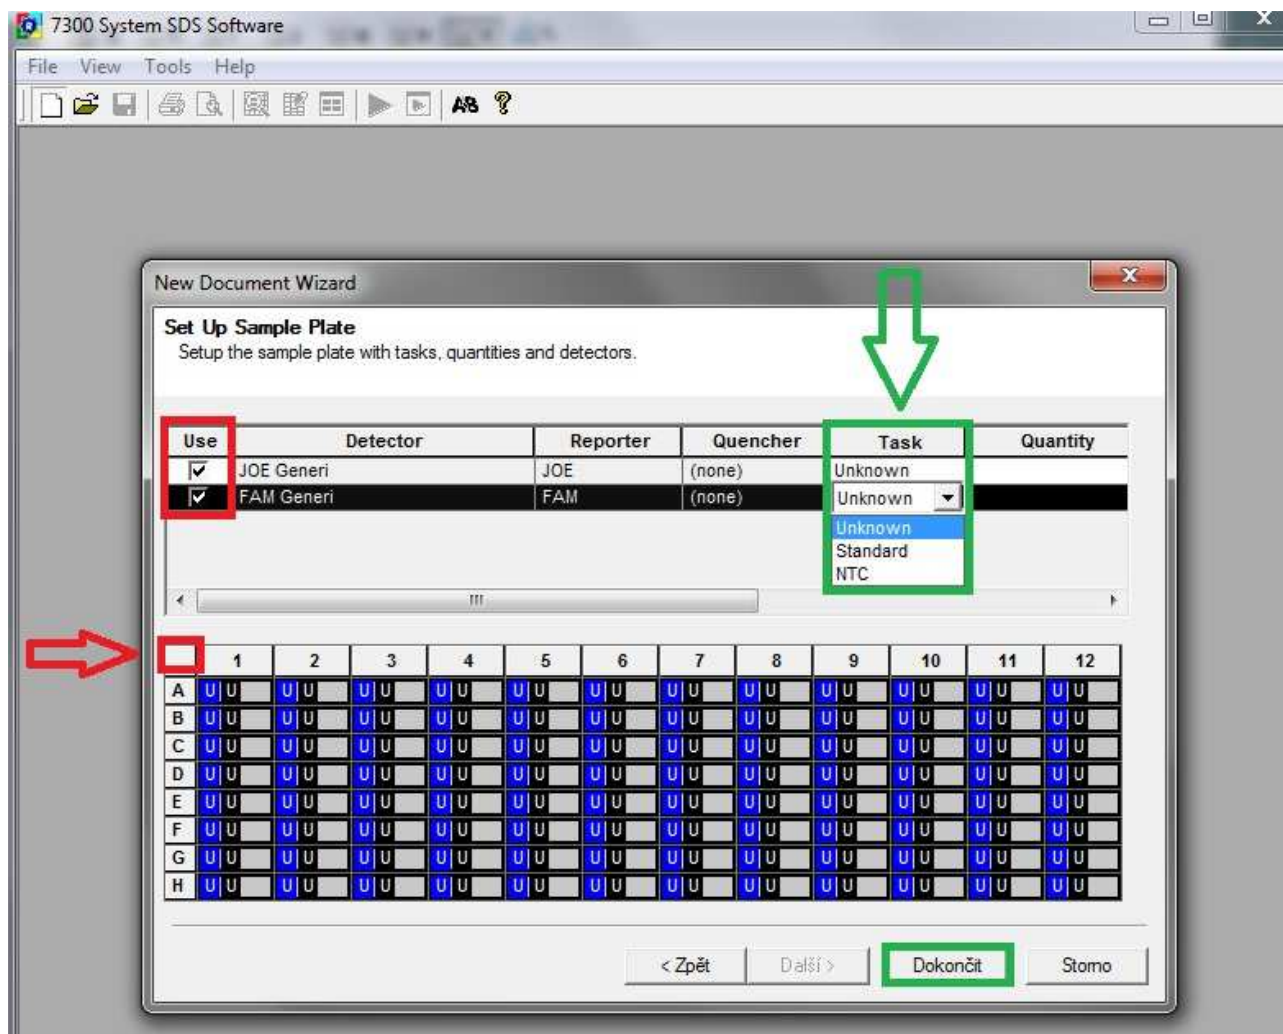 7300 System SDS Software
File View Tools Help
New Document Wizard
Set Up Sample Plate
Setup the sample plate with tasks, quantities and detectors.
Use Detector Reporter Quencher Task Quantity
JOE Generi JOE (none) Unknown
FAM Generi FAM (none) Unknown
Unknown
Standard
NTC
1 2 3 4 5 6 7 8 9 10 11 12
A U U U U U U U U U U U U U U U U U U U U U U U U
B U U U U U U U U U U U U U U U U U U U U U U U U
C U U U U U U U U U U U U U U U U U U U U U U U U
D U U U U U U U U U U U U U U U U U U U U U U U U
E U U U U U U U U U U U U U U U U U U U U U U U U
F U U U U U U U U U U U U U U U U U U U U U U U U
G U U U U U U U U U U U U U U U U U U U U U U U U
H U U U U U U U U U U U U U U U U U U U U U U U U
< Zpět Další > Dokončit Storno